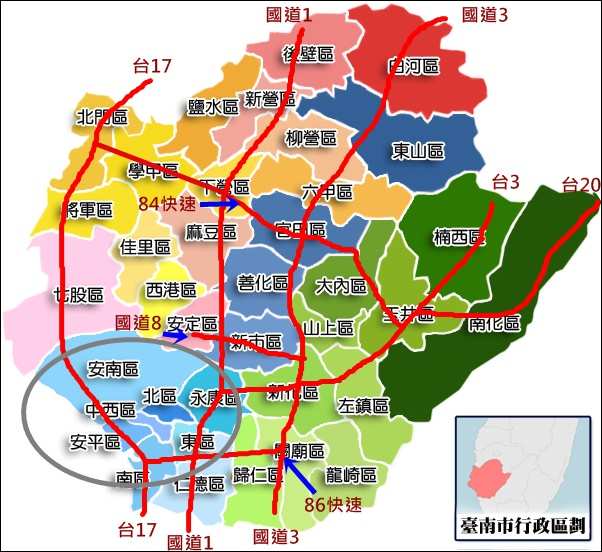 國道1
國道3
後壁區
白河區
台17
新營區
鹽水區
北門區
柳營區
東山區
學甲區
下營區
六甲區
台3
台20
84快速
將軍區
麻豆區
官田區
楠西區
佳里區
善化區
大內區
西港區
七股區
玉井區
國道8
安定區
南化區
新市區
山上區
安南區
北區
永康區
新化區
中西區
左鎮區
安平區
東區
關廟區
南區
仁德區
歸仁區
龍崎區
86快速
台17
國道1
國道3
臺南市行政區劃